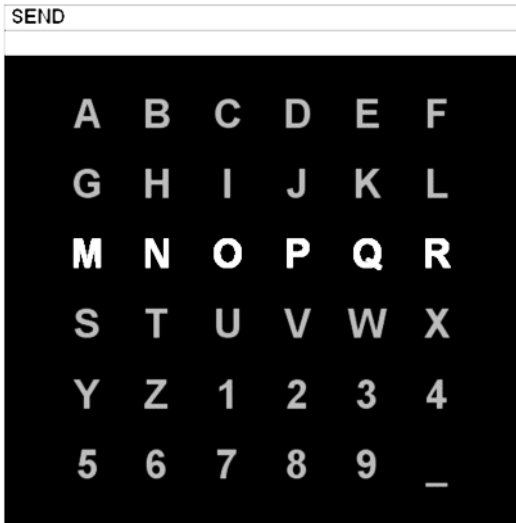 SEND
A B C D E F
G H I J K L
M N O P Q R
S T U V W X
Y Z 1 2 3 4
5 6 7 8 9 _